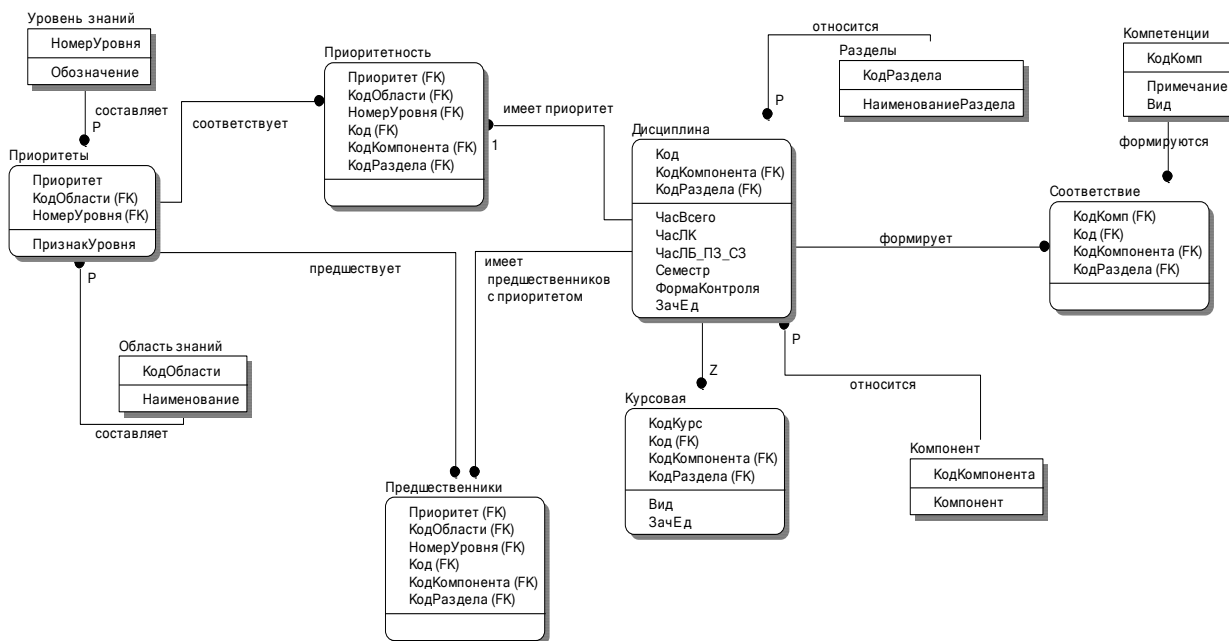 Уровень знаний
НомерУровня
Обозначение
составляет
P
Приоритеты
Приоритет
КодОбласти (FK)
НомерУровня (FK)
ПризнакУровня
P
Область знаний
КодОбласти
Наименование
составляет
соответствует
предшествует
Приоритетность
Приоритет (FK)
КодОбласти (FK)
НомерУровня (FK)
Код (FK)
КодКомпонента (FK)
КодРаздела (FK)
имеет приоритет
1
имеет
предшественников
с приоритетом
Предшественники
Приоритет (FK)
КодОбласти (FK)
НомерУровня (FK)
Код (FK)
КодКомпонента (FK)
КодРаздела (FK)
относится
P
Разделы
КодРаздела
НаименованиеРаздела
Дисциплина
Код
КодКомпонента (FK)
КодРаздела (FK)
ЧасВсего
ЧасЛК
ЧасЛБ_ПЗ_СЗ
Семестр
ФормаКонтроля
ЗачЕд
Z
Курсовая
КодКурс
Код (FK)
КодКомпонента (FK)
КодРаздела (FK)
Вид
ЗачЕд
P
относится
Компонент
КодКомпонента
Компонент
формирует
Компетенции
КодКомп
Примечание
Вид
формируются
Соответствие
КодКомп (FK)
Код (FK)
КодКомпонента (FK)
КодРаздела (FK)